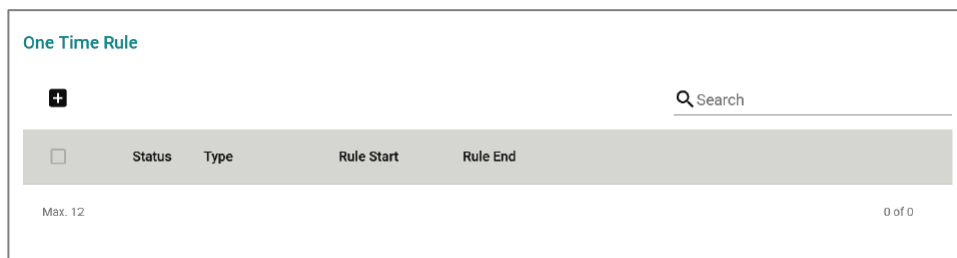 One Time Rule
Search
Status Type Rule Start Rule End
Max. 12 0 of 0